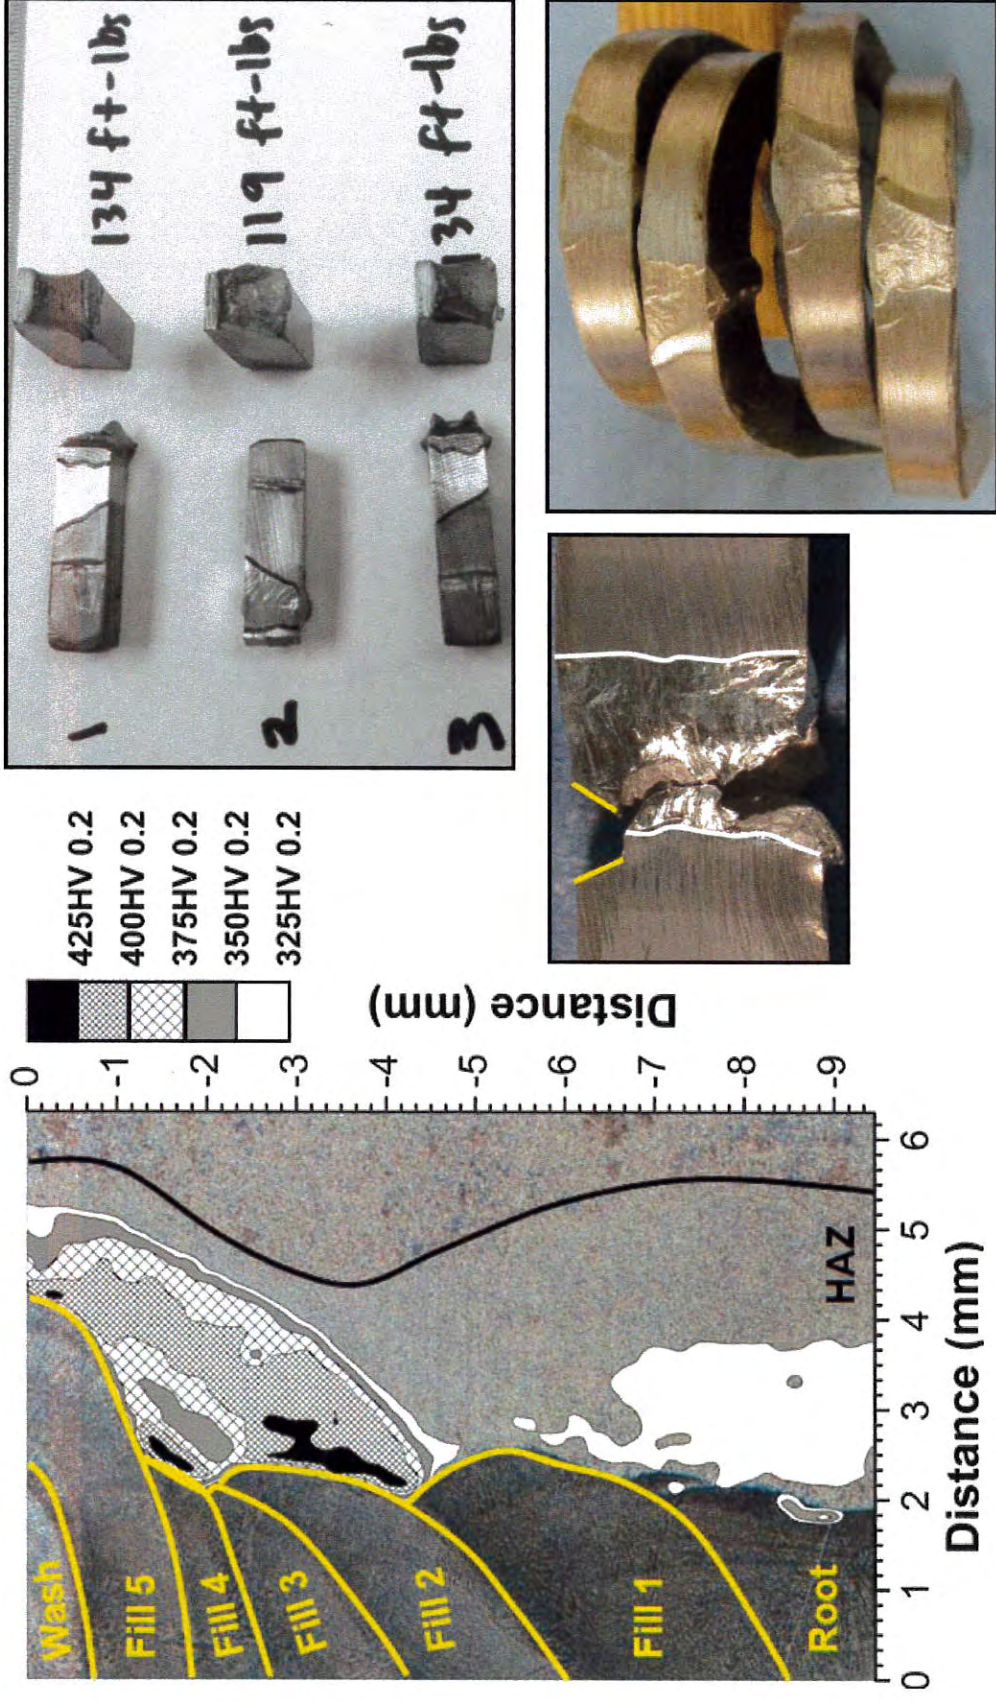 Wash
Fill 5
Fill 4
Fill 3
Fill 2
Fill 1
Root
HAZ
0
-1
-2
-3
-4
-5
-6
-7
-8
-9
Distance (mm)
0 1 2 3 4 5 6
Distance (mm)
425HV 0.2
400HV 0.2
375HV 0.2
350HV 0.2
325HV 0.2
1 134 ft-lbs
2 119 ft-lbs
3 134 ft-lbs